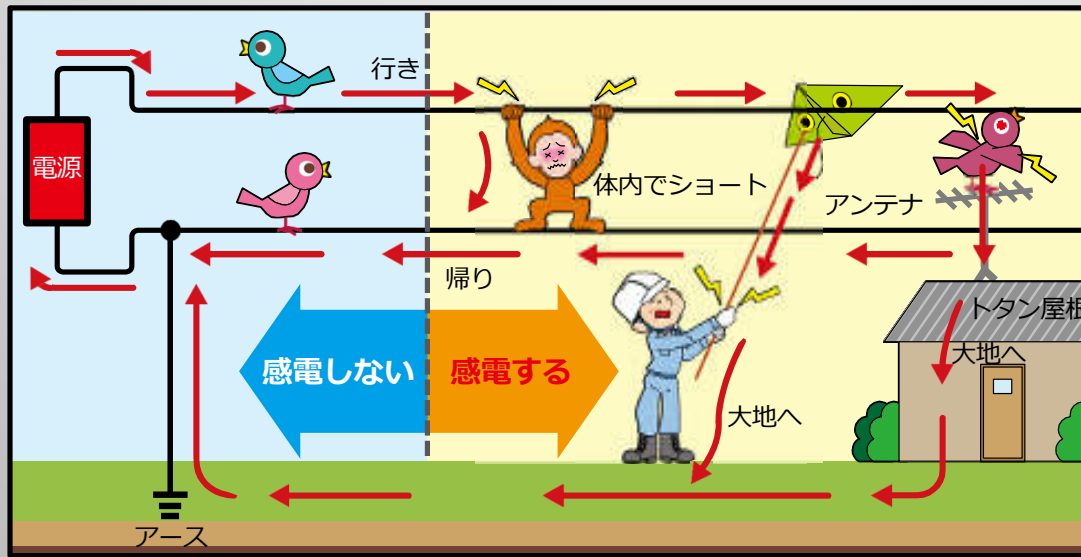 行き
電源
体内でショート
アンテナ
帰り
トタン屋根
大地へ
感電しない
感電する
大地へ
アース